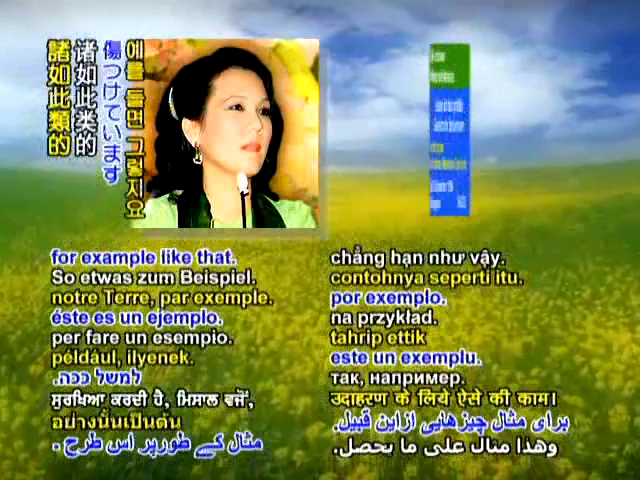 諸如此類的
诸如此类的
傷つけています
예를 들면 그렇지요
for example like that.
So etwas zum Beispiel.
notre Terre, par exemple.
éste es un ejemplo.
per fare un esempio.
például, ilyenek.
למשל ככה.
ਸੁਰਖਿਆ ਕਰਦੀ ਹੈ, ਮਿਸਾਲ ਵਜੋਂ,
อย่างนั้นเป็นต้น
مثال کے طورپر اس طرح ۔
chẳng hạn như vậy.
contohnya seperti itu.
por exemplo.
na przykład.
tahrip ettik
este un exemplu.
так, например.
उदाहरण के लिये ऐसे की काम।
برای مثال چیزهایی ازاین قبیل.
وهذا مثال على ما يحصل.